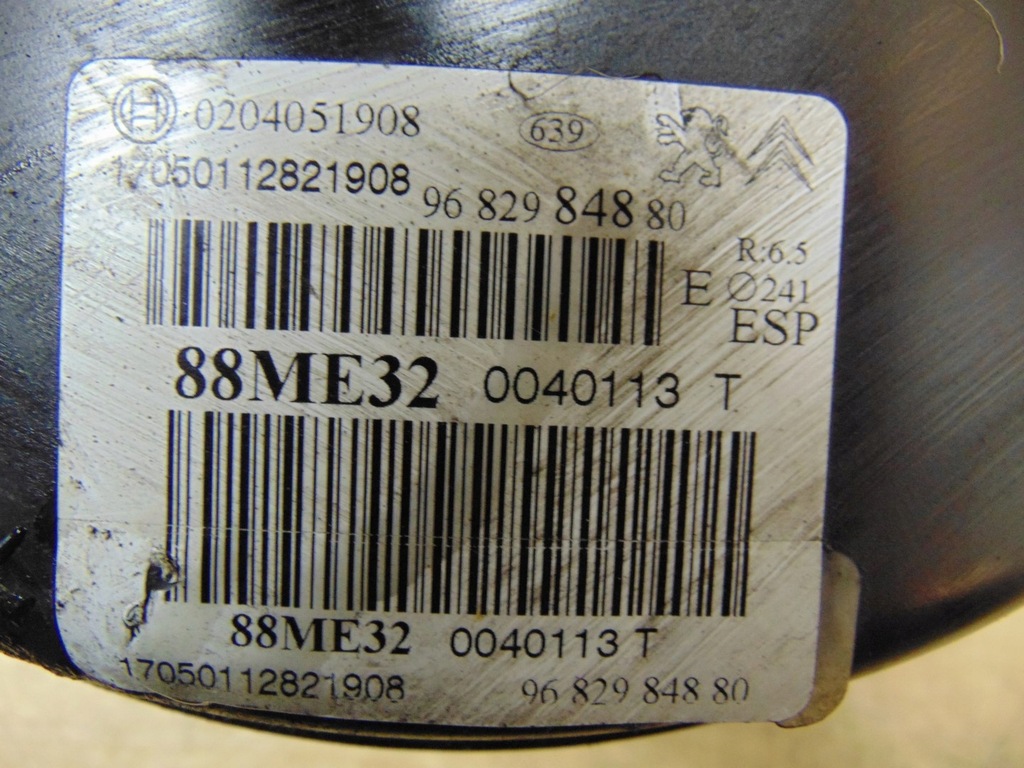 0204051908 639
17050112821908
96 829 848 80
R:6.5
E Ø241
ESP
88ME32 0040113 T
88ME32 0040113 T
17050112821908 96 829 848 80